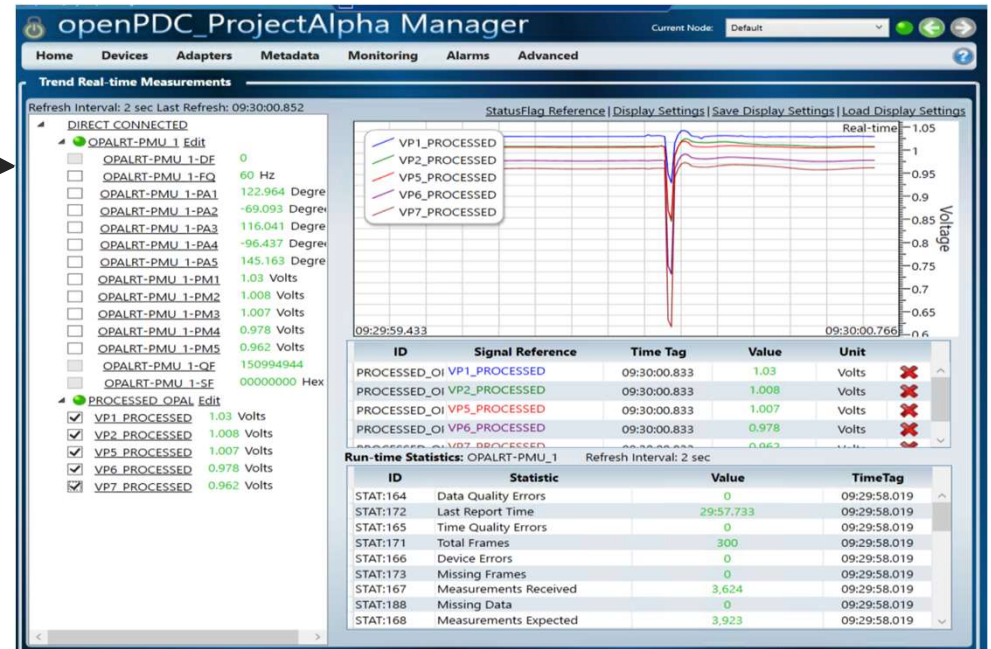 openPDC_ProjectAlpha Manager
Current Node: Default
Home Devices Adapters Metadata Monitoring Alarms Advanced
Trend Real-time Measurements
Refresh Interval: 2 sec Last Refresh: 09:30:00.852
StatusFlag Reference | Display Settings | Save Display Settings | Load Display Settings
DIRECT CONNECTED
OPALRT-PMU_1 Edit
OPALRT-PMU_1-DF 0
OPALRT-PMU_1-FQ 60 Hz
OPALRT-PMU_1-PA1 122.964 Degre
OPALRT-PMU_1-PA2 -69.093 Degre
OPALRT-PMU_1-PA3 116.041 Degre
OPALRT-PMU_1-PA4 -96.437 Degre
OPALRT-PMU_1-PA5 145.163 Degre
OPALRT-PMU_1-PM1 1.03 Volts
OPALRT-PMU_1-PM2 1.008 Volts
OPALRT-PMU_1-PM3 1.007 Volts
OPALRT-PMU_1-PM4 0.978 Volts
OPALRT-PMU_1-PM5 0.962 Volts
OPALRT-PMU_1-QF 150994944
OPALRT-PMU_1-SF 00000000 Hex
PROCESSED_OPAL Edit
VP1_PROCESSED 1.03 Volts
VP2_PROCESSED 1.008 Volts
VP5_PROCESSED 1.007 Volts
VP6_PROCESSED 0.978 Volts
VP7_PROCESSED 0.962 Volts
VP1_PROCESSED
VP2_PROCESSED
VP5_PROCESSED
VP6_PROCESSED
VP7_PROCESSED
Real-time
1.05
1
0.95
0.9
0.85
0.8
0.75
0.7
0.65
0.6
Voltage
09:29:59.433 09:30:00.766
ID Signal Reference Time Tag Value Unit
PROCESSED_OI VP1_PROCESSED 09:30:00.833 1.03 Volts
PROCESSED_OI VP2_PROCESSED 09:30:00.833 1.008 Volts
PROCESSED_OI VP5_PROCESSED 09:30:00.833 1.007 Volts
PROCESSED_OI VP6_PROCESSED 09:30:00.833 0.978 Volts
PROCESSED_OI VP7_PROCESSED 09:30:00.833 0.962 Volts
Run-time Statistics: OPALRT-PMU_1 Refresh Interval: 2 sec
ID Statistic Value TimeTag
STAT:164 Data Quality Errors 0 09:29:58.019
STAT:172 Last Report Time 29:57.733 09:29:58.019
STAT:165 Time Quality Errors 0 09:29:58.019
STAT:171 Total Frames 300 09:29:58.019
STAT:166 Device Errors 0 09:29:58.019
STAT:173 Missing Frames 0 09:29:58.019
STAT:167 Measurements Received 3,624 09:29:58.019
STAT:188 Missing Data 0 09:29:58.019
STAT:168 Measurements Expected 3,923 09:29:58.019